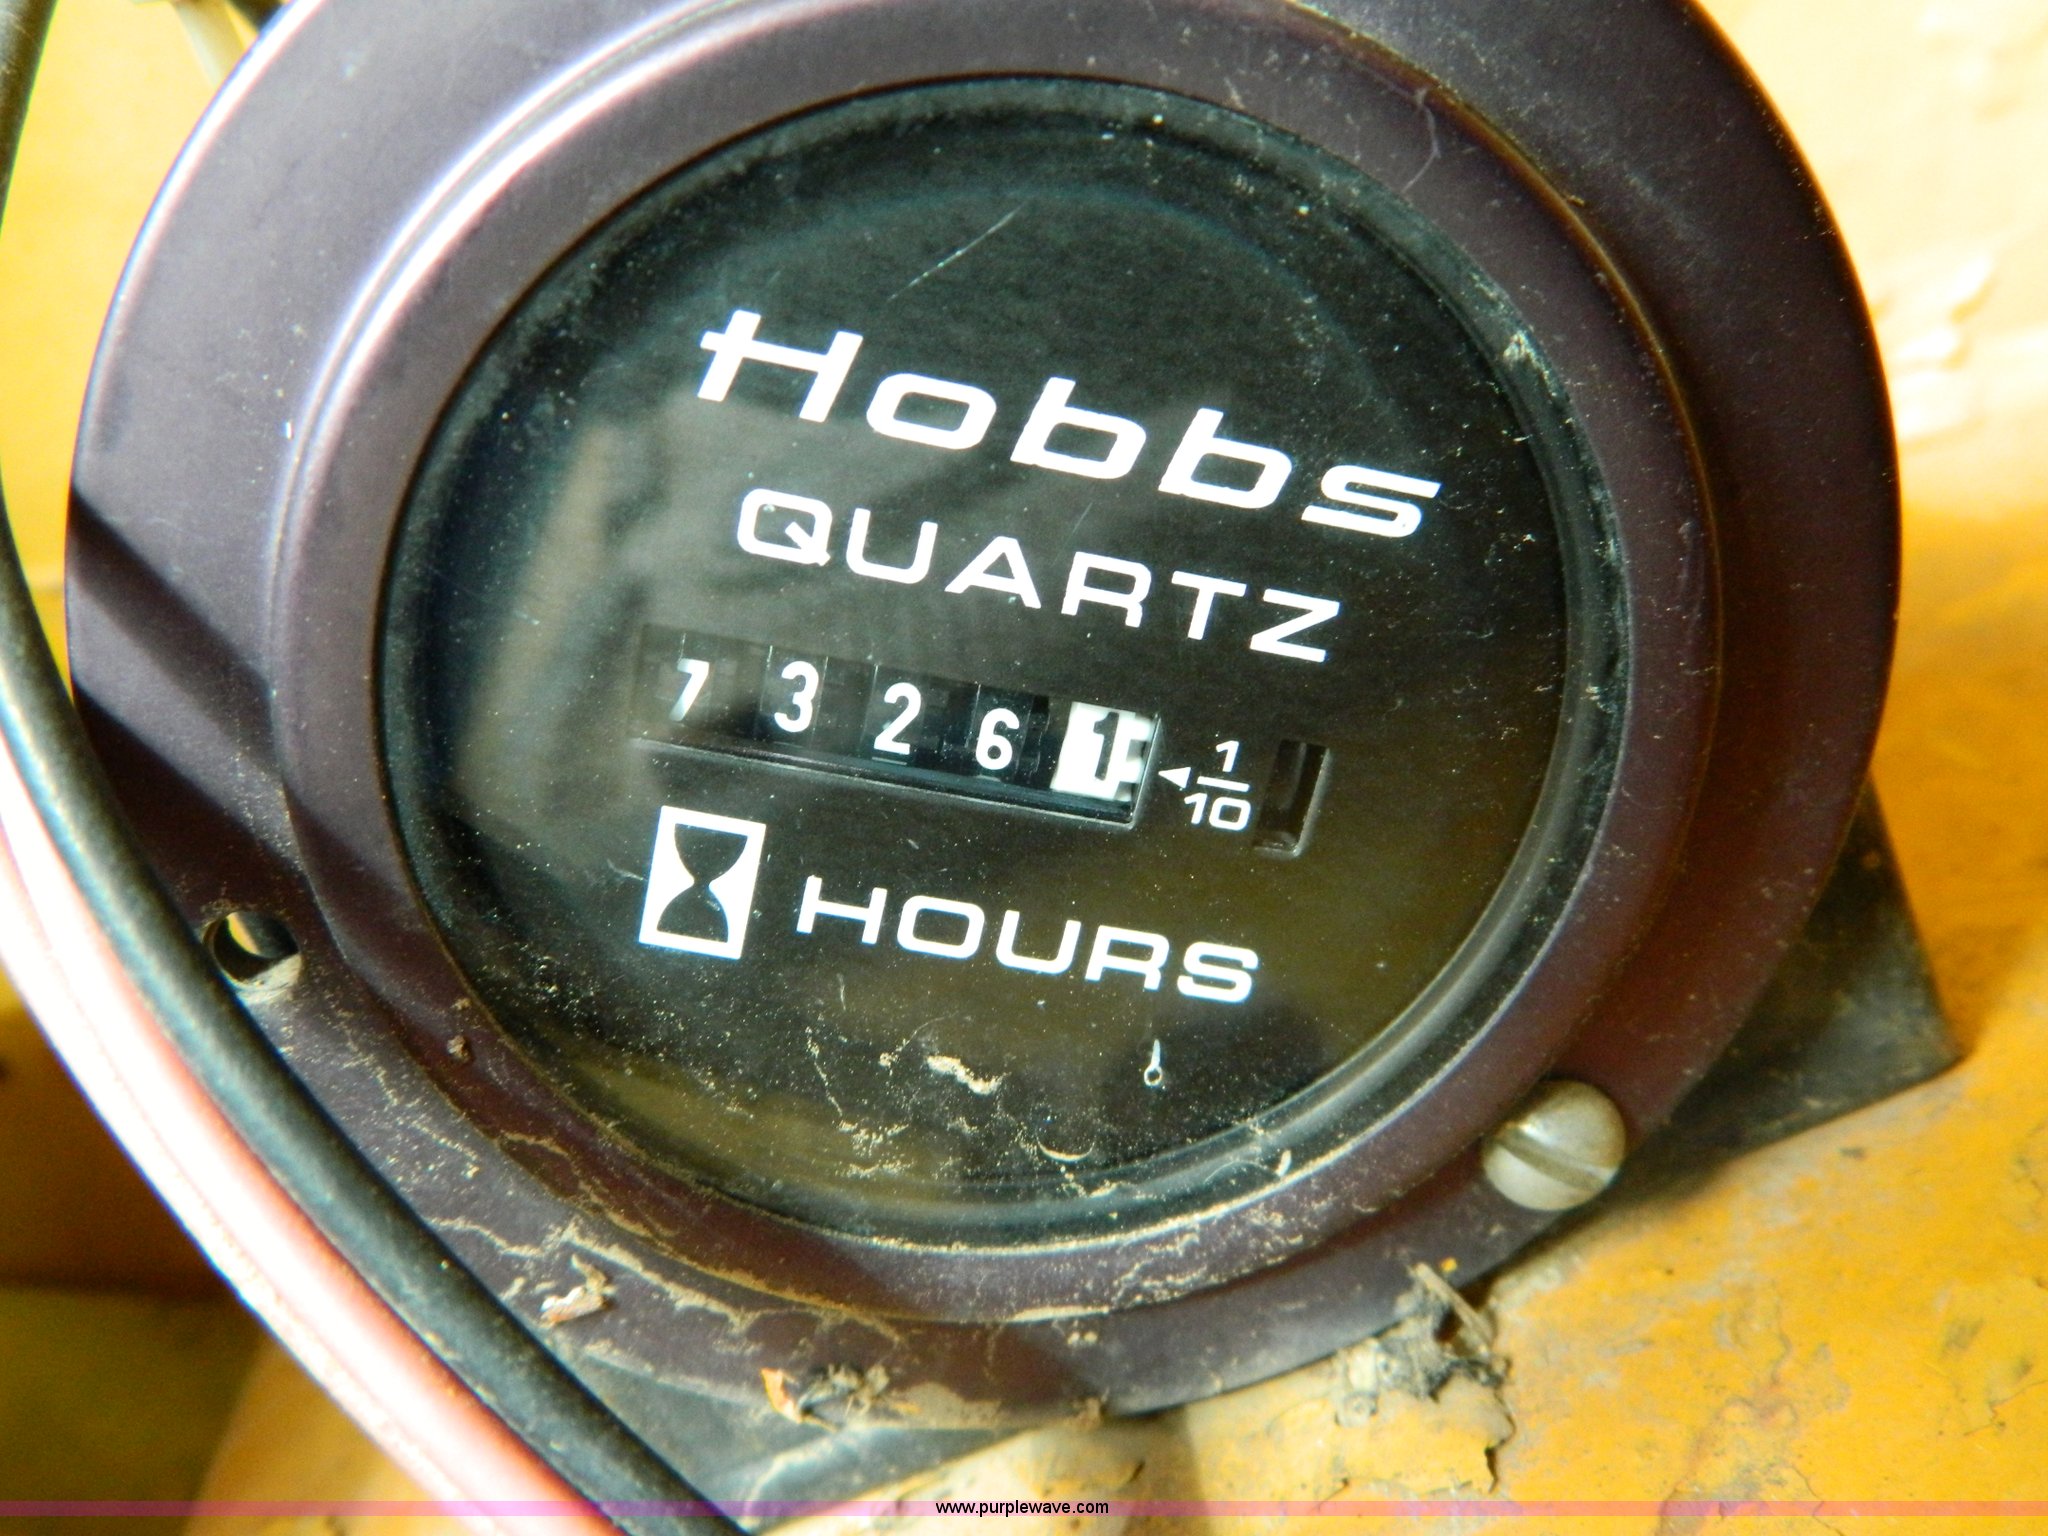 Hobbs
QUARTZ
7 3 2 6 1 ◄ 1/10
HOURS
www.purplewave.com